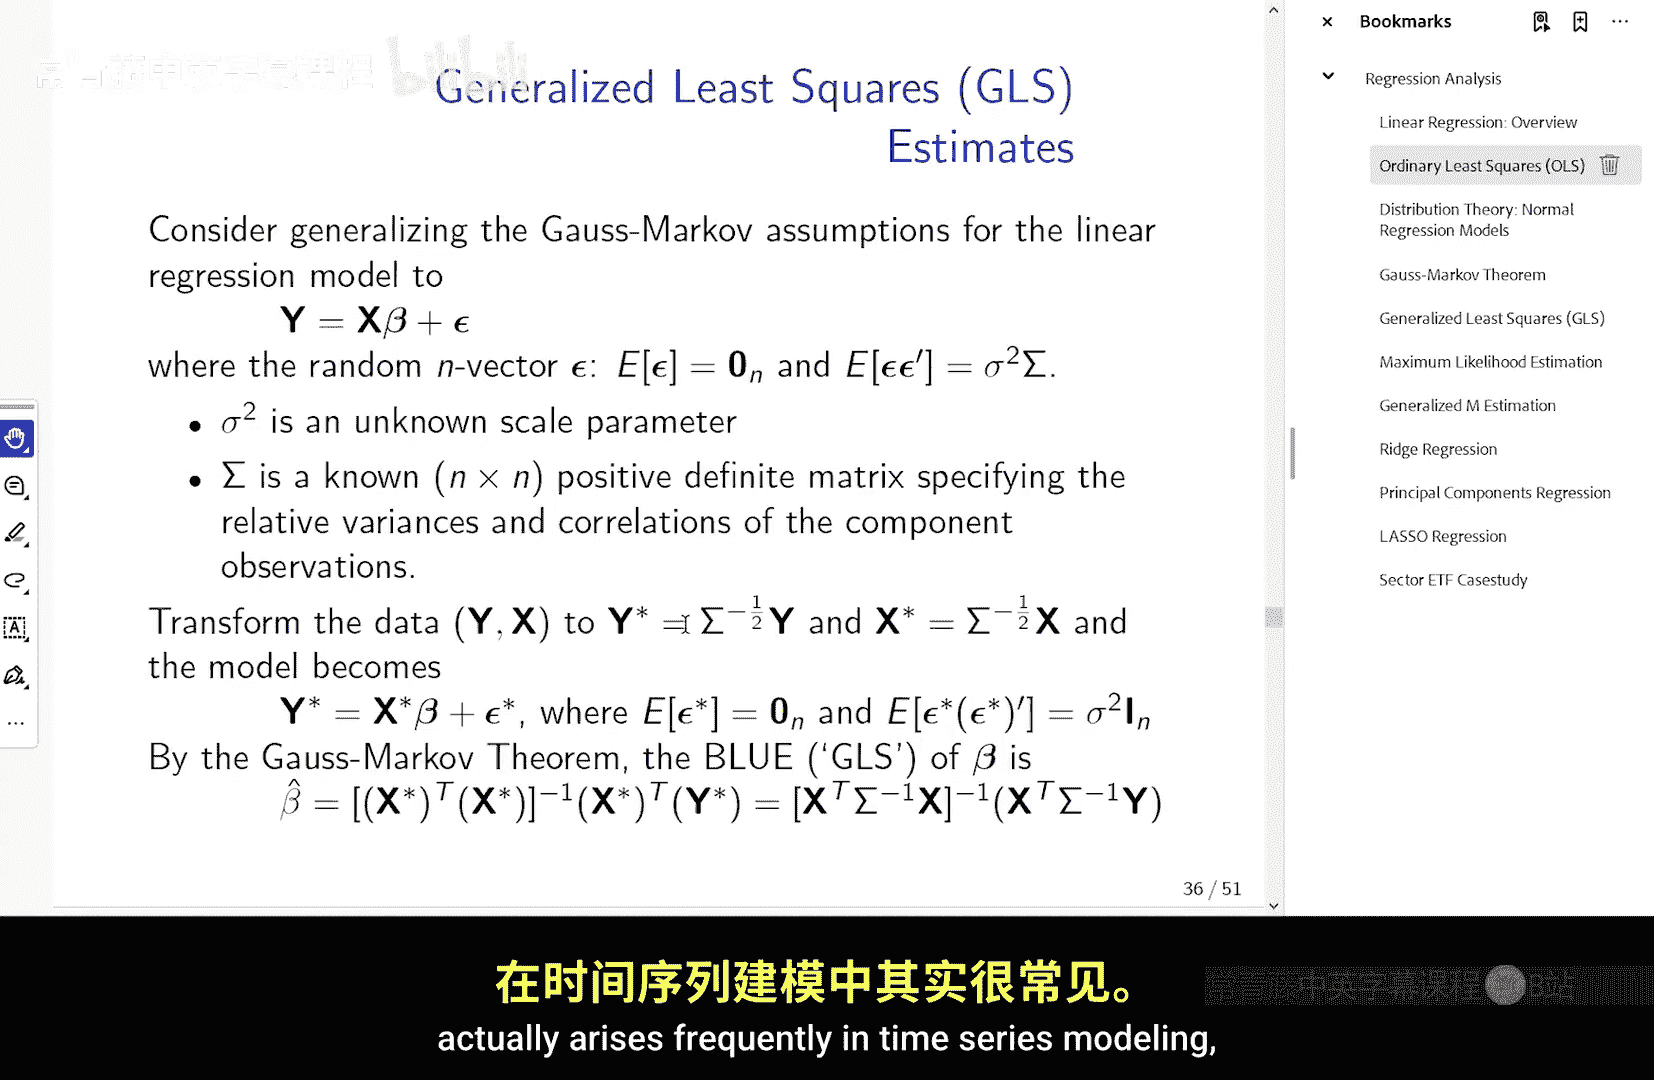 bilibili
Generalized Least Squares (GLS)
Estimates
Consider generalizing the Gauss-Markov assumptions for the linear
regression model to
Y = Xβ + ϵ
where the random n-vector ϵ: E[ϵ] = 0ₙ and E[ϵϵ′] = σ²Σ.
• σ² is an unknown scale parameter
• Σ is a known (n × n) positive definite matrix specifying the
relative variances and correlations of the component
observations.
Transform the data (Y, X) to Y* = Σ^{-1/2}Y and X* = Σ^{-1/2}X and
the model becomes
Y* = X*β + ϵ*, where E[ϵ*] = 0ₙ and E[ϵ*(ϵ*)′] = σ²Iₙ
By the Gauss-Markov Theorem, the BLUE (‘GLS’) of β is
β̂ = [(X*)ᵀ(X*)]⁻¹(X*)ᵀ(Y*) = [XᵀΣ⁻¹X]⁻¹(XᵀΣ⁻¹Y)
36 / 51
Bookmarks
Regression Analysis
Linear Regression: Overview
Ordinary Least Squares (OLS)
Distribution Theory: Normal
Regression Models
Gauss-Markov Theorem
Generalized Least Squares (GLS)
Maximum Likelihood Estimation
Generalized M Estimation
Ridge Regression
Principal Components Regression
LASSO Regression
Sector ETF Casestudy
在时间序列建模中其实很常见。
actually arises frequently in time series modeling,